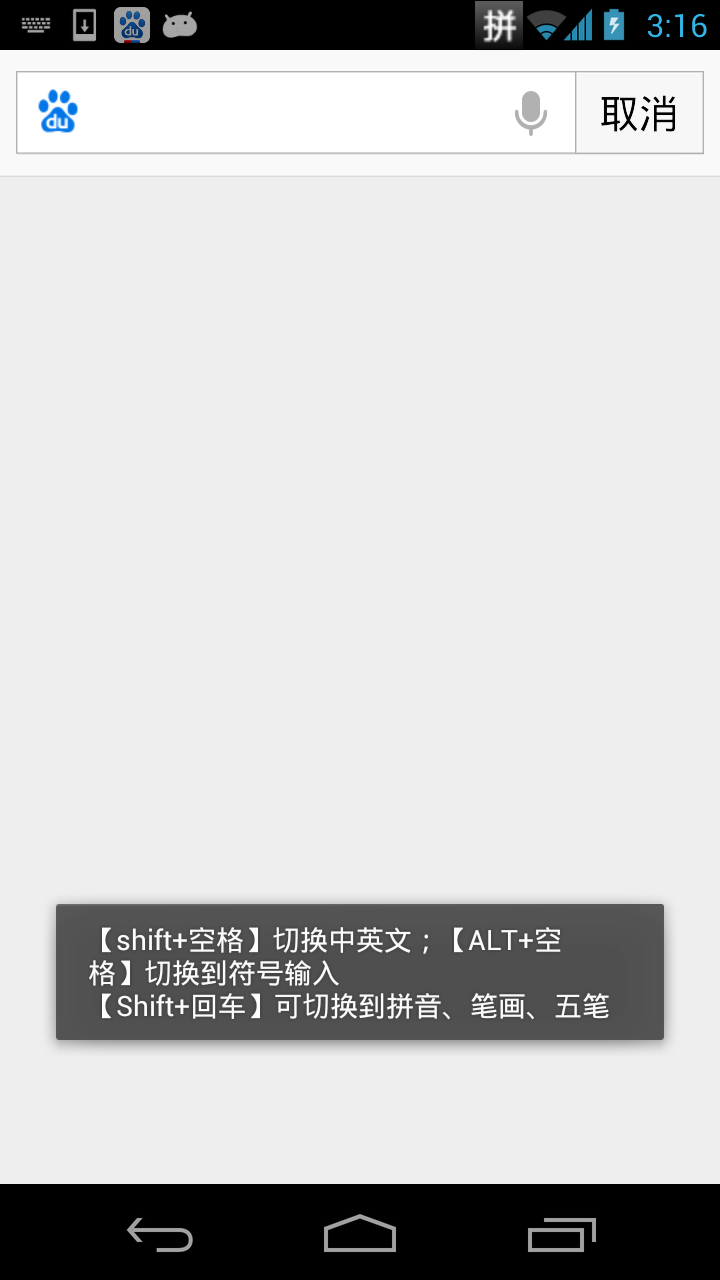 拼 3:16
du 取消
【shift+空格】切换中英文；【ALT+空
格】切换到符号输入
【Shift+回车】可切换到拼音、笔画、五笔